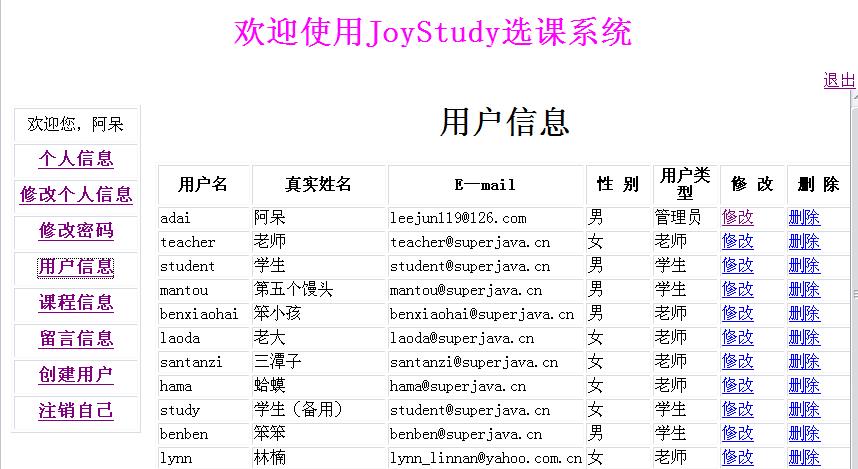 欢迎使用JoyStudy选课系统
退出
欢迎您，阿呆
个人信息
修改个人信息
修改密码
用户信息
课程信息
留言信息
创建用户
注销自己
用户信息
用户名 真实姓名 E—mail 性 别 用户类型 修 改 删 除
adai 阿呆 leejun119@126.com 男 管理员 修改 删除
teacher 老师 teacher@superjava.cn 女 老师 修改 删除
student 学生 student@superjava.cn 男 学生 修改 删除
mantou 第五个馒头 mantou@superjava.cn 男 学生 修改 删除
benxiaohai 笨小孩 benxiaohai@superjava.cn 男 学生 修改 删除
laoda 老大 laoda@superjava.cn 女 老师 修改 删除
santanzi 三潭子 santanzi@superjava.cn 女 老师 修改 删除
hama 蛤蟆 hama@superjava.cn 女 老师 修改 删除
study 学生（备用） student@superjava.cn 女 学生 修改 删除
benben 笨笨 benben@superjava.cn 男 学生 修改 删除
lynn 林楠 lynn_linnan@yahoo.com.cn 女 老师 修改 删除